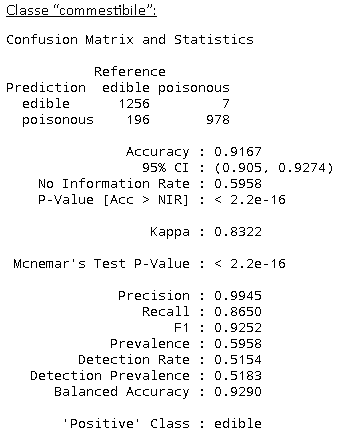 Classe “commestibile”:
Confusion Matrix and Statistics
Reference
Prediction edible poisonous
edible 1256 7
poisonous 196 978
Accuracy : 0.9167
95% CI : (0.905, 0.9274)
No Information Rate : 0.5958
P-Value [Acc > NIR] : < 2.2e-16
Kappa : 0.8322
Mcnemar's Test P-Value : < 2.2e-16
Precision : 0.9945
Recall : 0.8650
F1 : 0.9252
Prevalence : 0.5958
Detection Rate : 0.5154
Detection Prevalence : 0.5183
Balanced Accuracy : 0.9290
'Positive' Class : edible